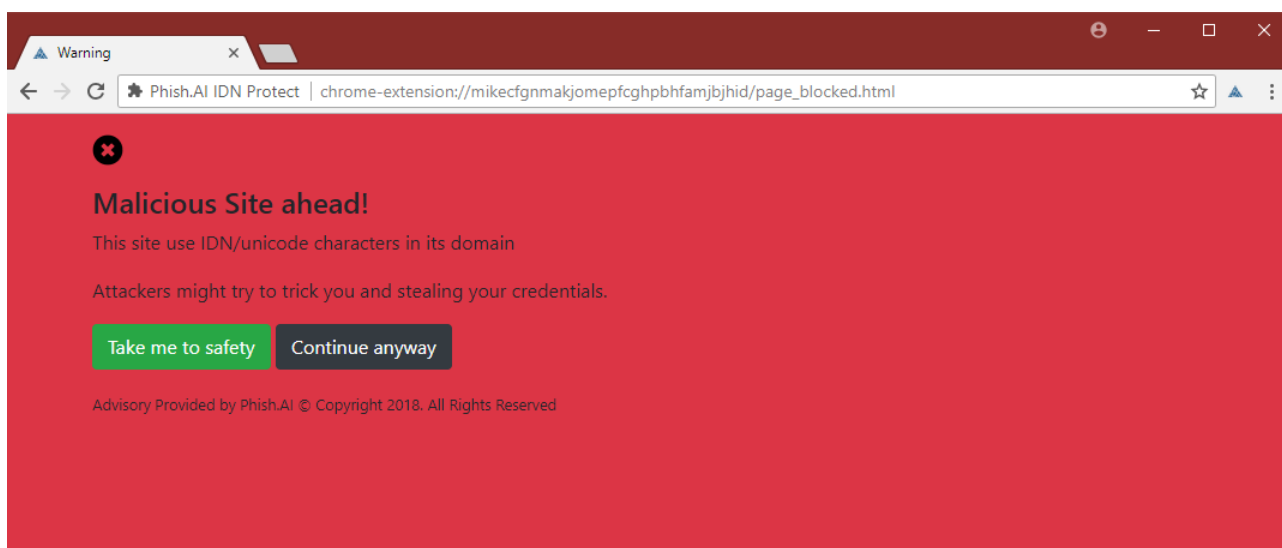 Warning
Phish.AI IDN Protect | chrome-extension://mikecfgnmakjomepfcghpbhfamjbjhid/page_blocked.html
Malicious Site ahead!
This site use IDN/unicode characters in its domain
Attackers might try to trick you and stealing your credentials.
Take me to safety Continue anyway
Advisory Provided by Phish.AI © Copyright 2018. All Rights Reserved